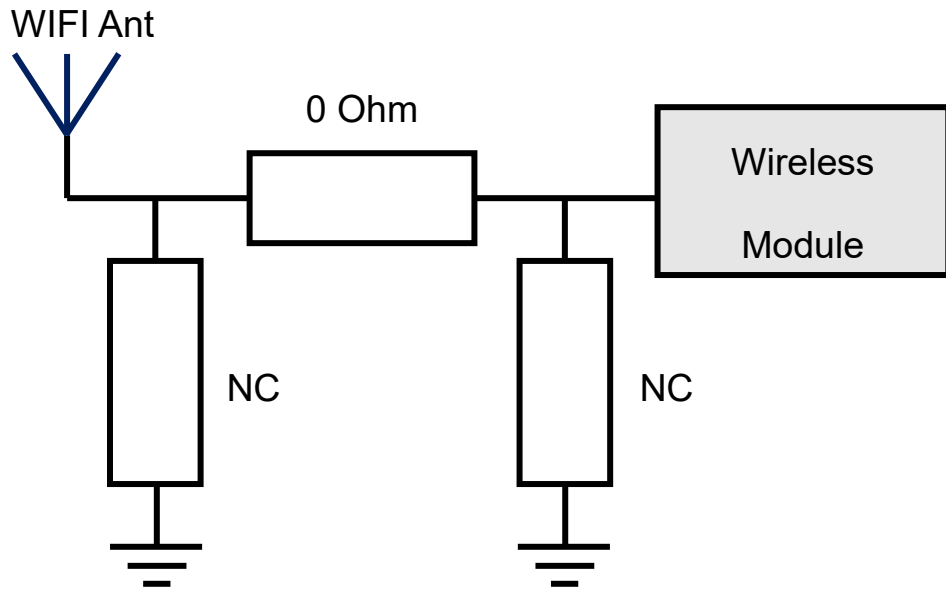 WIFI Ant
0 Ohm
Wireless
Module
NC
NC